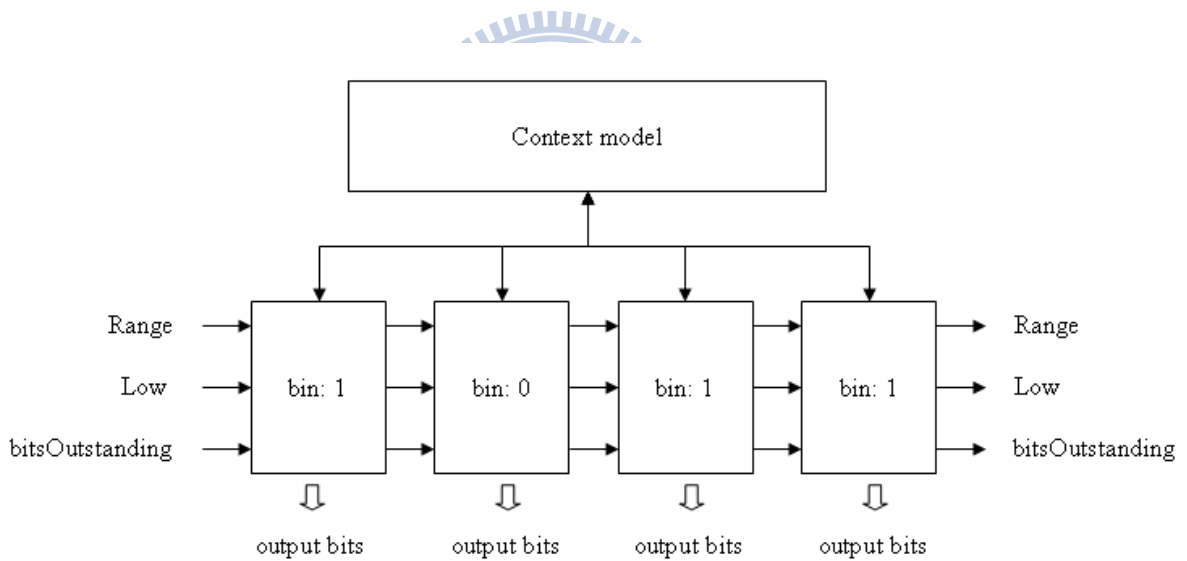 Context model
Range
Low
bitsOutstanding
bin: 1
bin: 0
bin: 1
bin: 1
Range
Low
bitsOutstanding
output bits
output bits
output bits
output bits